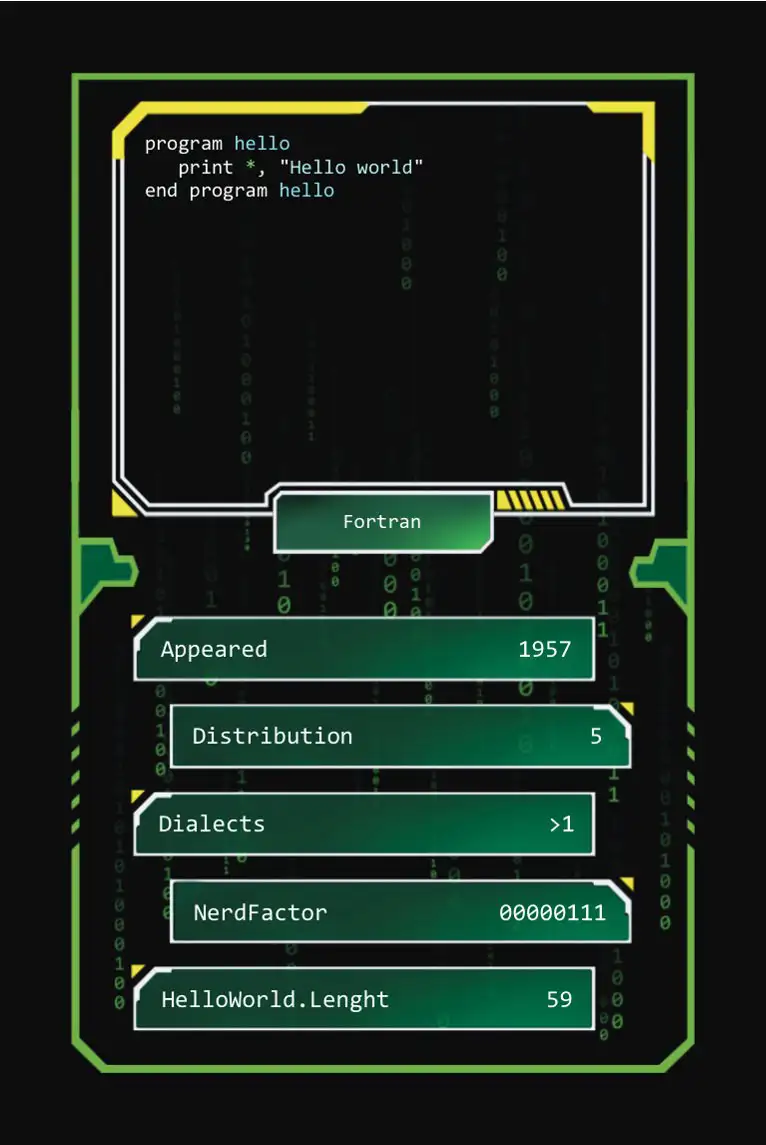 program hello
   print *, "Hello world"
end program hello
Fortran
Appeared 1957
Distribution 5
Dialects >1
NerdFactor 00000111
HelloWorld.Lenght 59